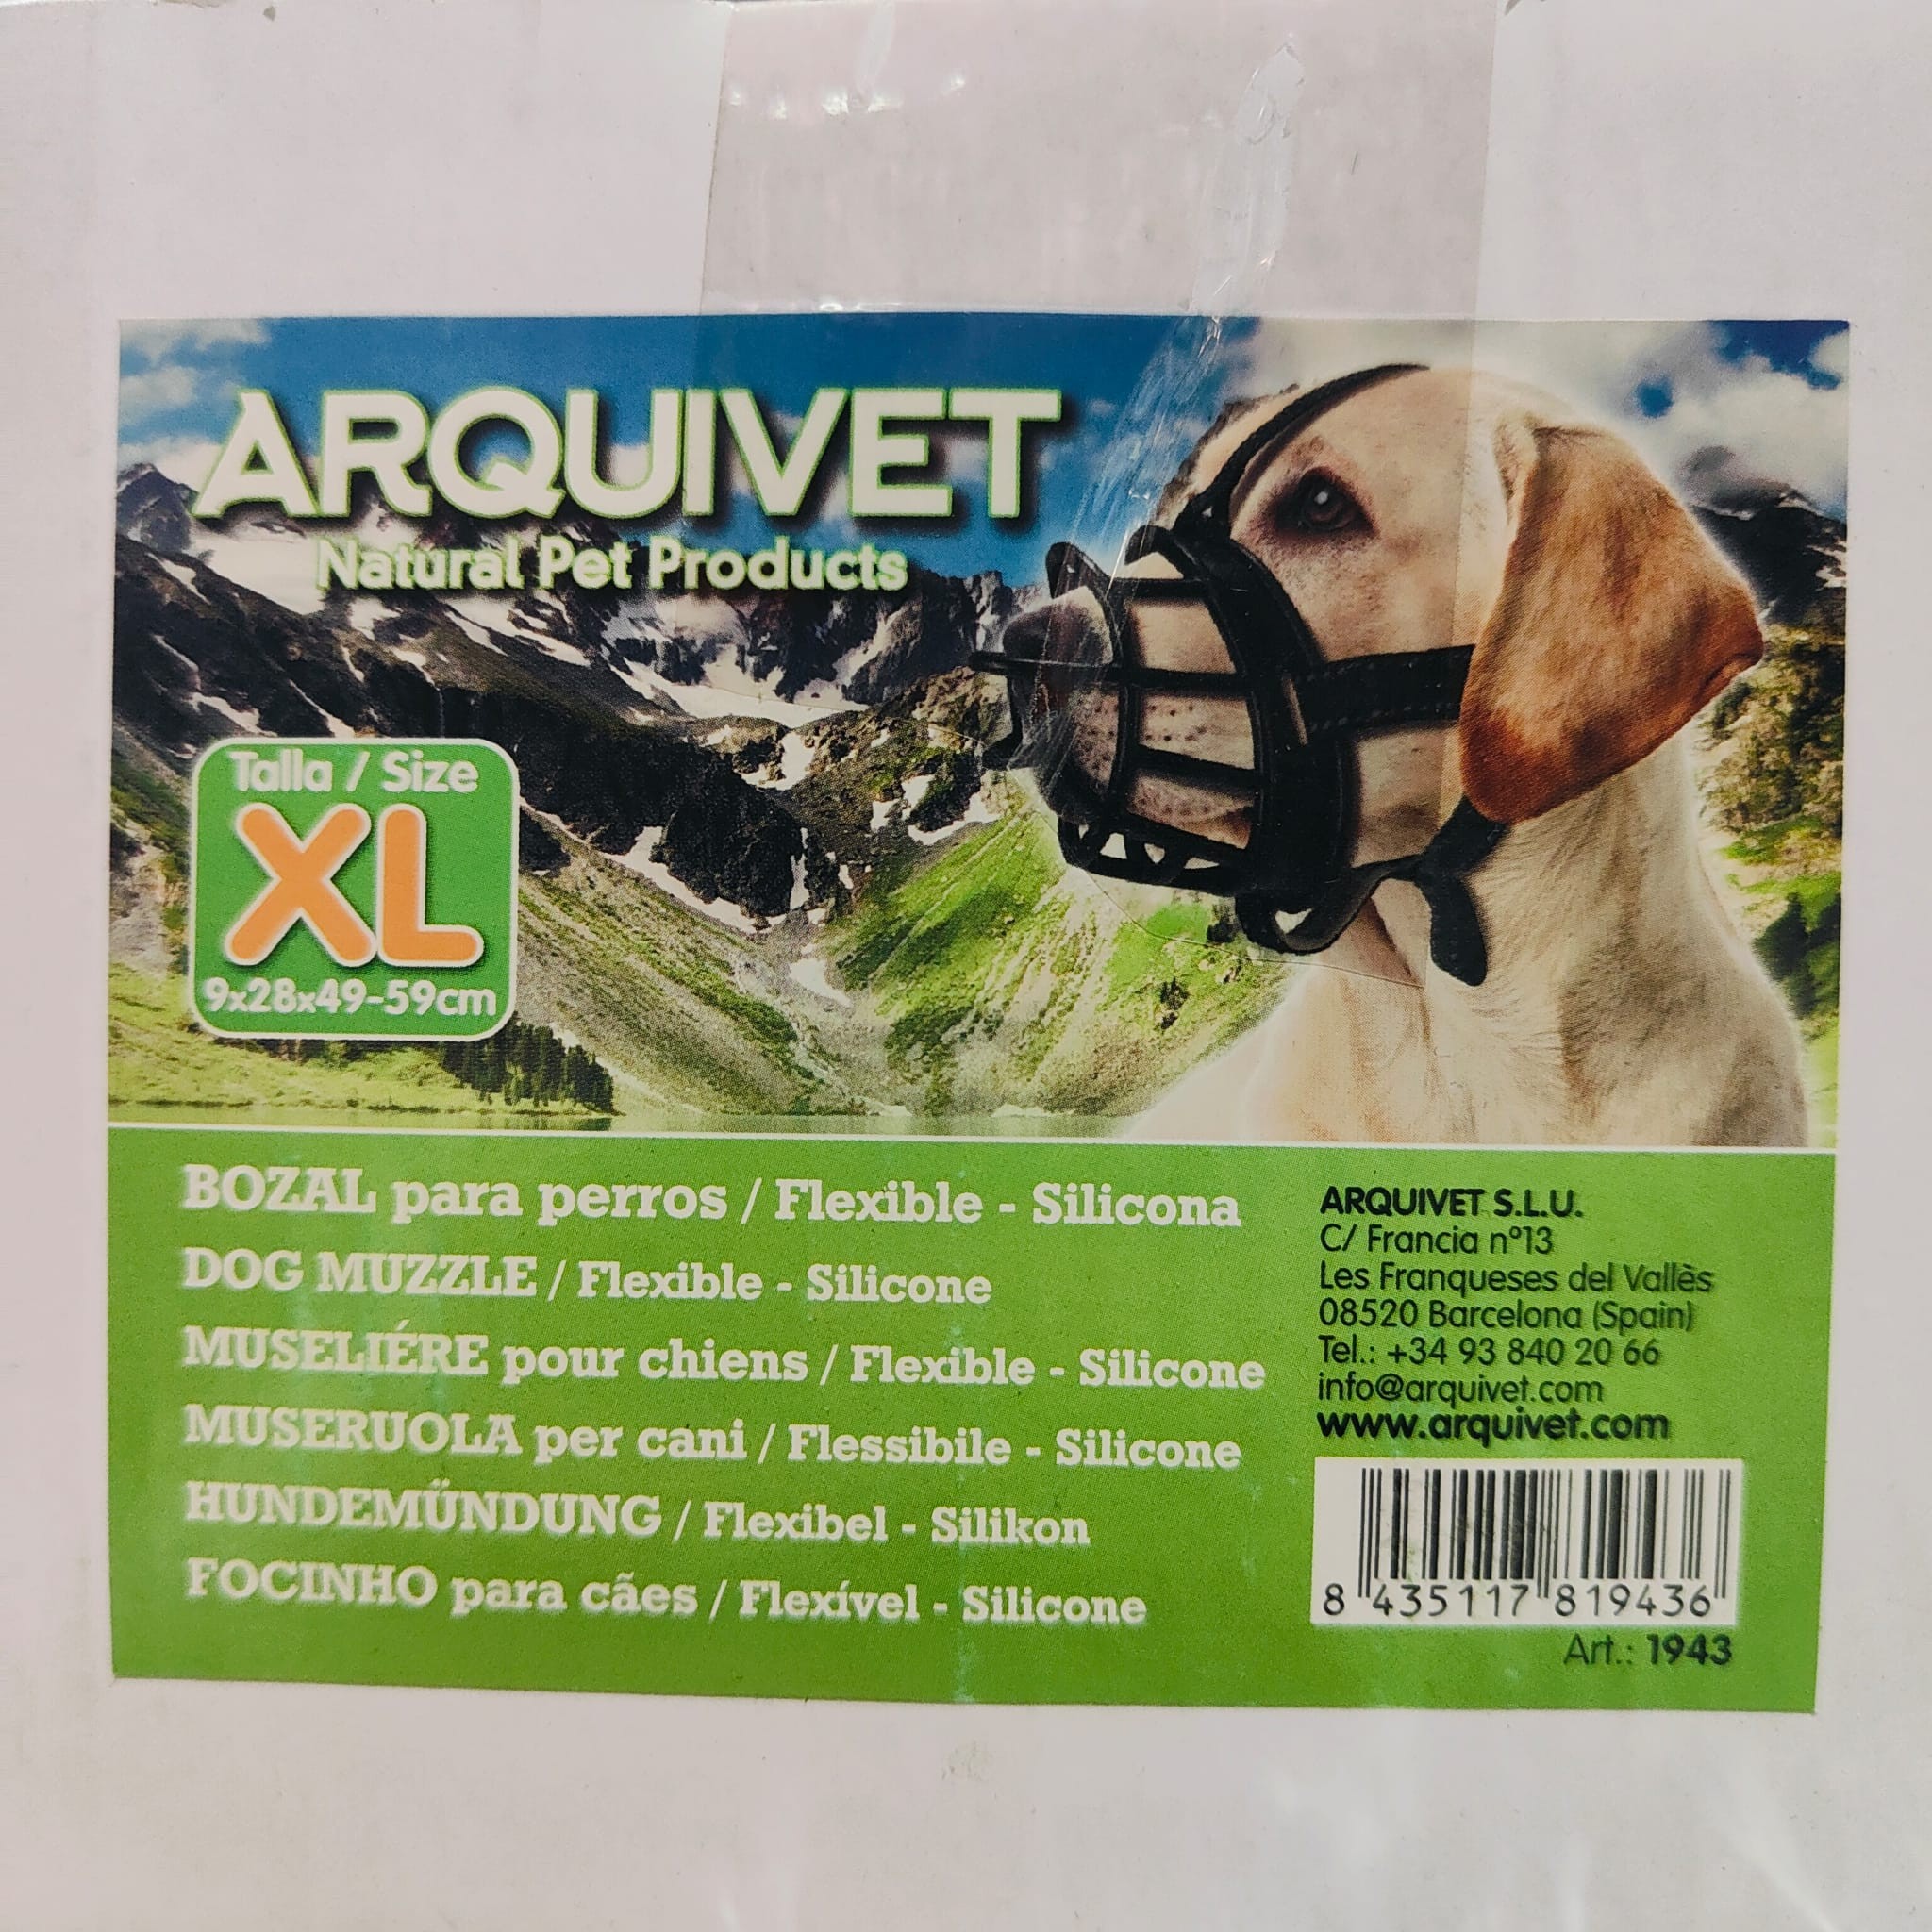 ARQUIVET
Natural Pet Products
Talla / Size
XL
9x28x49-59cm
BOZAL para perros / Flexible - Silicona
DOG MUZZLE / Flexible - Silicone
MUSELIÉRE pour chiens / Flexible - Silicone
MUSERUOLA per cani / Flessibile - Silicone
HUNDEMÜNDUNG / Flexibel - Silikon
FOCINHO para cães / Flexível - Silicone
ARQUIVET S.L.U.
C/ Francia nº13
Les Franqueses del Vallès
08520 Barcelona (Spain)
Tel.: +34 93 840 20 66
info@arquivet.com
www.arquivet.com
8 435117 819436
Art.: 1943